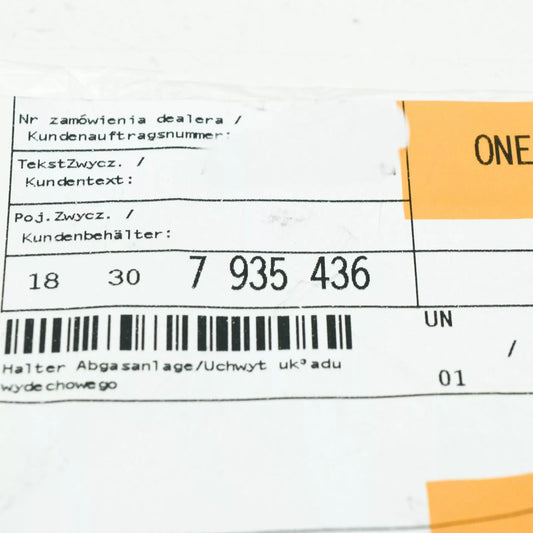 Nr zamówienia dealera /
Kundenauftragsnummer:
ONE
TekstZwycz. /
Kundentext:
Poj.Zwycz. /
Kundenbehälter:
18 30 7 935 436
UN
/
Halter Abgasanlage/Uchwyt uk³adu
wydechowego
01